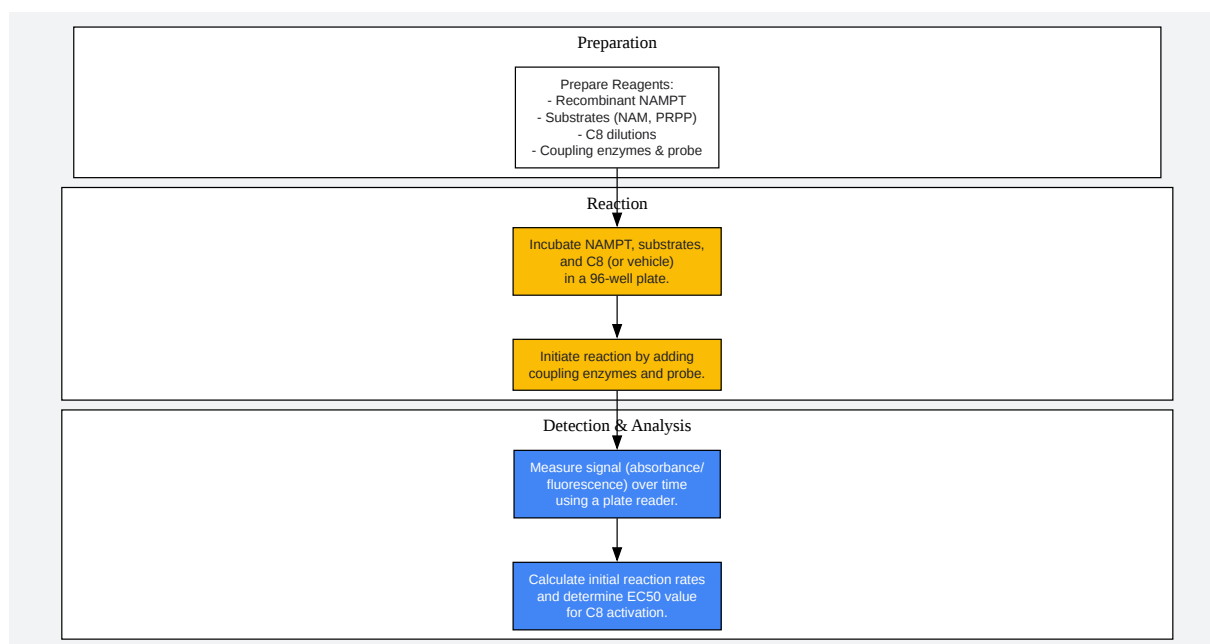 Preparation
Prepare Reagents:
- Recombinant NAMPT
- Substrates (NAM, PRPP)
- C8 dilutions
- Coupling enzymes & probe
Reaction
Incubate NAMPT, substrates,
and C8 (or vehicle)
in a 96-well plate.
Initiate reaction by adding
coupling enzymes and probe.
Detection & Analysis
Measure signal (absorbance/
fluorescence) over time
using a plate reader.
Calculate initial reaction rates
and determine EC50 value
for C8 activation.